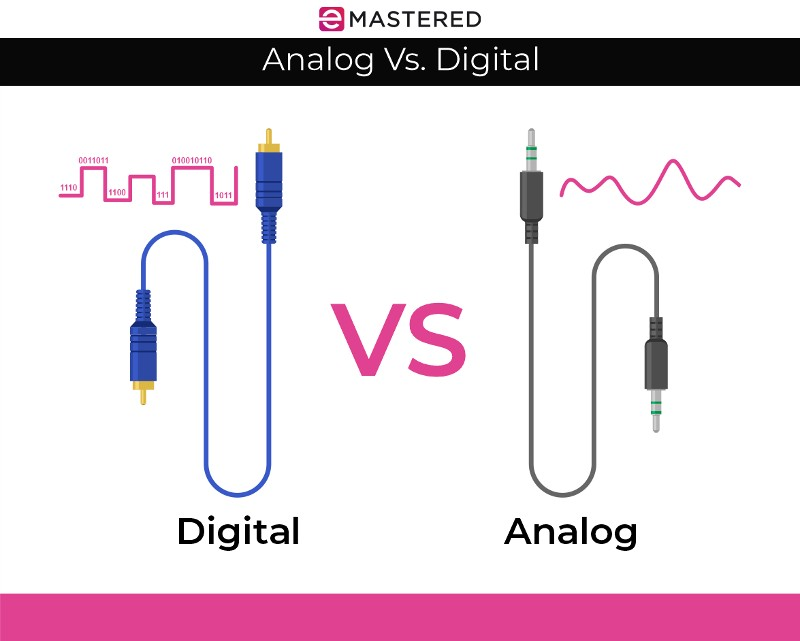 e MASTERED
Analog Vs. Digital
0011011
010010110
1110
1100
111
1011
VS
Digital
Analog